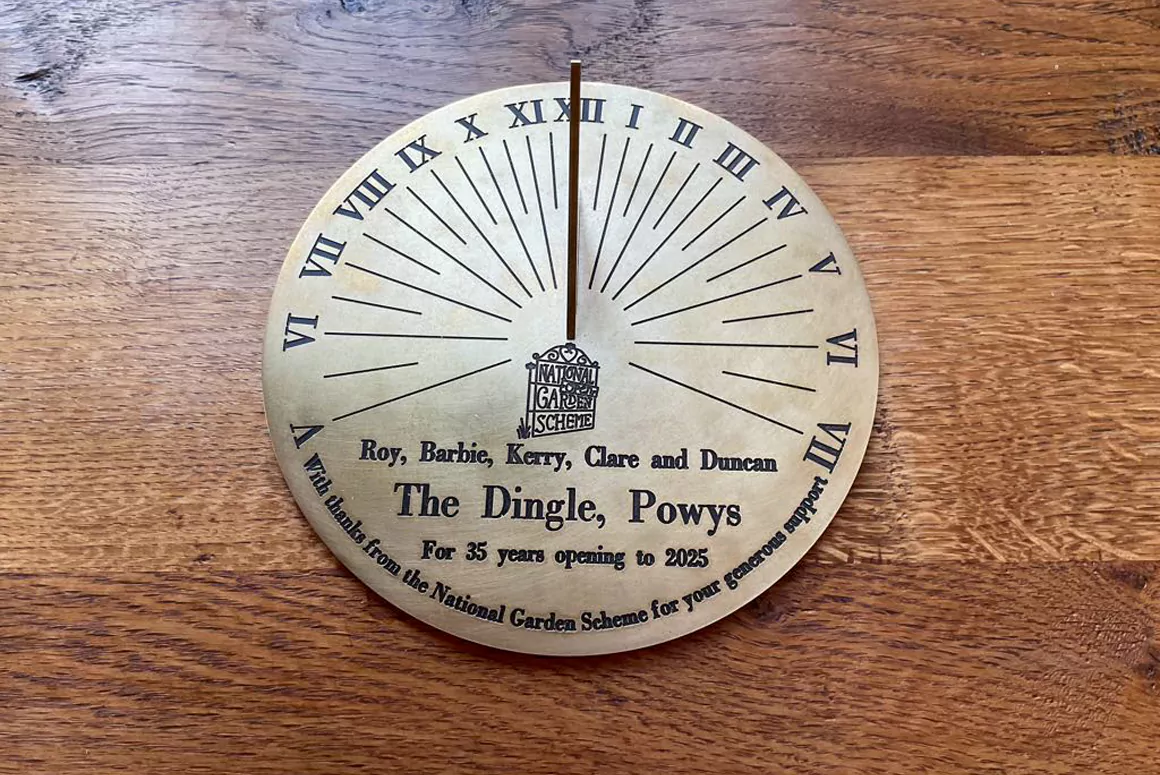 V VI VII VIII IX X XI XII I II III IV V VI VII
NATIONAL
GARDEN
SCHEME
Roy, Barbie, Kerry, Clare and Duncan
The Dingle, Powys
For 35 years opening to 2025
With thanks from the National Garden Scheme for your generous support